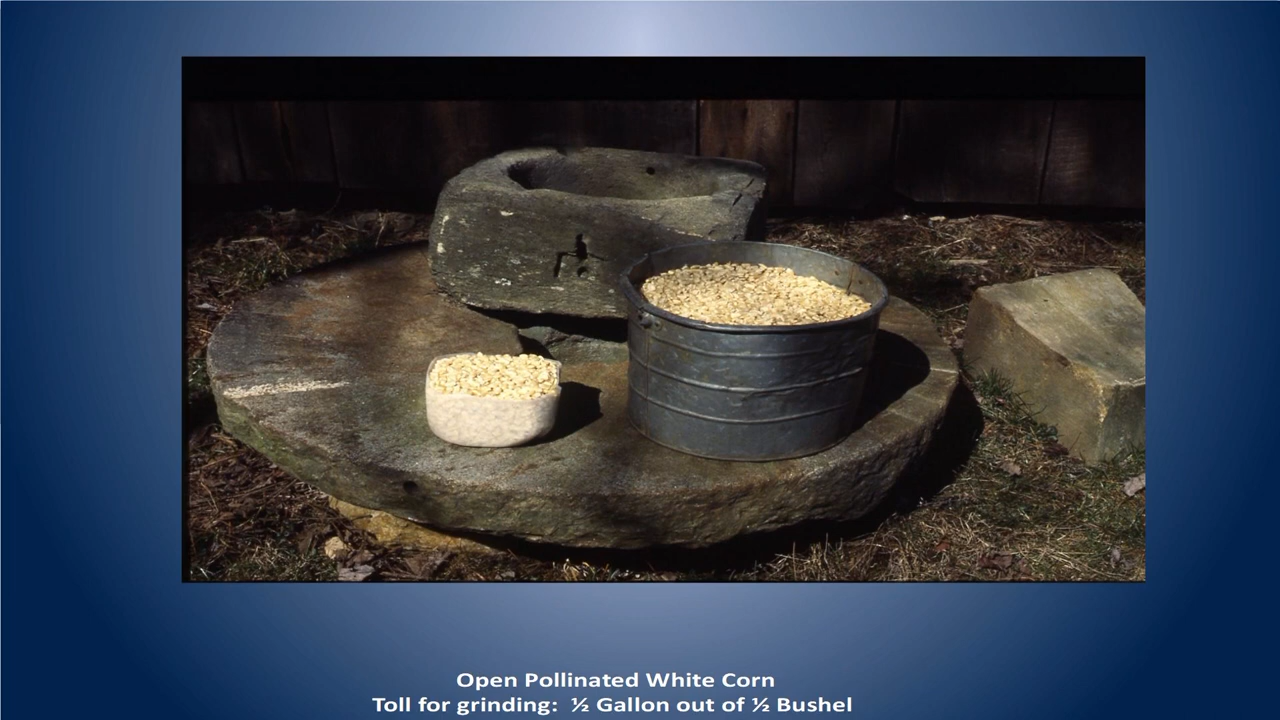 Open Pollinated White Corn
Toll for grinding:  ½ Gallon out of ½ Bushel